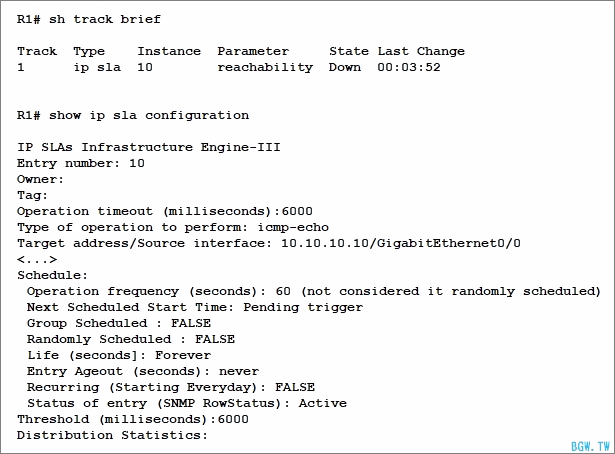 R1# sh track brief
Track Type Instance Parameter State Last Change
1 ip sla 10 reachability Down 00:03:52
R1# show ip sla configuration
IP SLAs Infrastructure Engine-III
Entry number: 10
Owner:
Tag:
Operation timeout (milliseconds):6000
Type of operation to perform: icmp-echo
Target address/Source interface: 10.10.10.10/GigabitEthernet0/0
<...>
Schedule:
Operation frequency (seconds): 60 (not considered it randomly scheduled)
Next Scheduled Start Time: Pending trigger
Group Scheduled : FALSE
Randomly Scheduled : FALSE
Life (seconds]: Forever
Entry Ageout (seconds): never
Recurring (Starting Everyday): FALSE
Status of entry (SNMP RowStatus): Active
Threshold (milliseconds):6000
Distribution Statistics:
BGW.TW